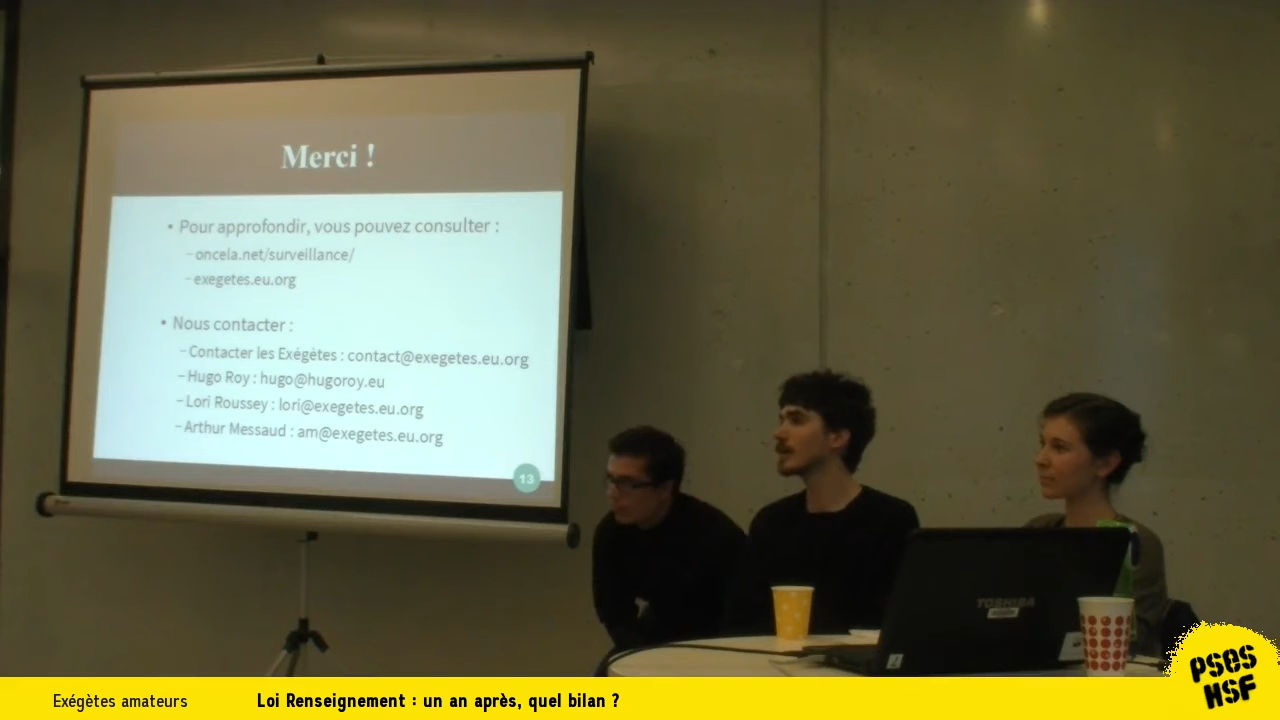 Merci !
• Pour approfondir, vous pouvez consulter :
– oncela.net/surveillance/
– exegetes.eu.org
• Nous contacter :
– Contacter les Exégètes : contact@exegetes.eu.org
– Hugo Roy : hugo@hugoroy.eu
– Lori Roussey : lori@exegetes.eu.org
– Arthur Messaud : am@exegetes.eu.org
13
TOSHIBA
PSES
HSF
Exégètes amateurs
Loi Renseignement : un an après, quel bilan ?